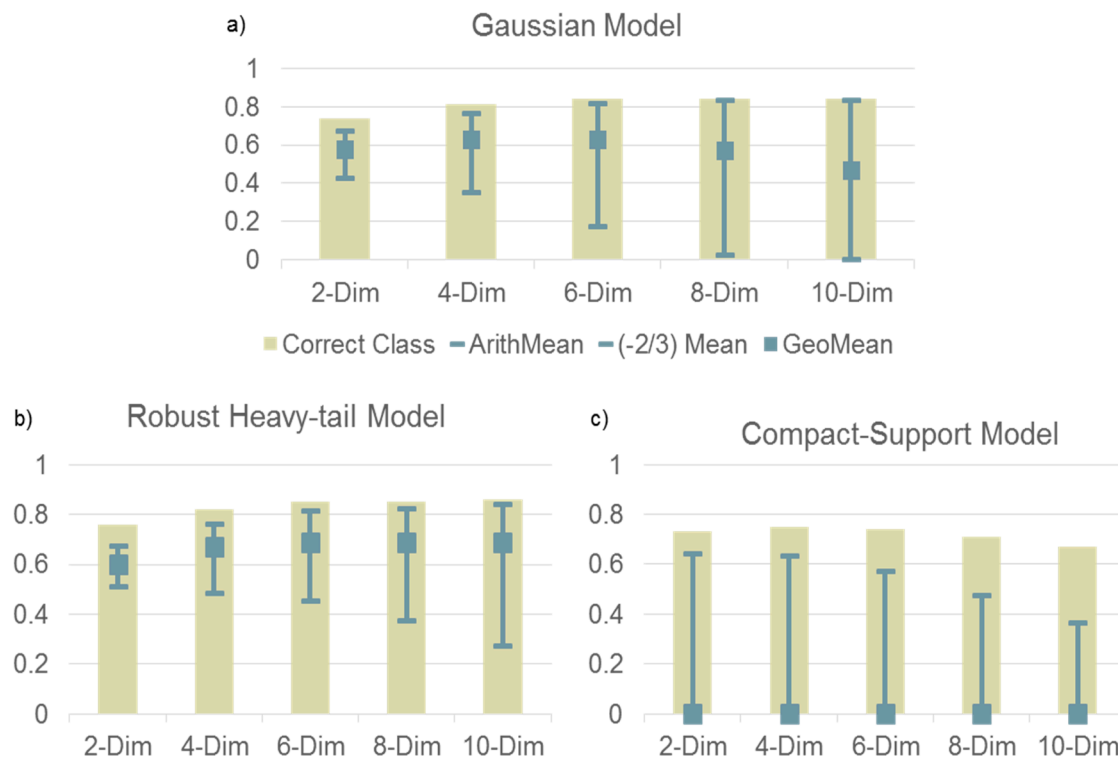 a) Gaussian Model
1
0.8
0.6
0.4
0.2
0
2-Dim 4-Dim 6-Dim 8-Dim 10-Dim
Correct Class ArithMean (-2/3) Mean GeoMean
b) Robust Heavy-tail Model
1
0.8
0.6
0.4
0.2
0
2-Dim 4-Dim 6-Dim 8-Dim 10-Dim
c) Compact-Support Model
1
0.8
0.6
0.4
0.2
0
2-Dim 4-Dim 6-Dim 8-Dim 10-Dim